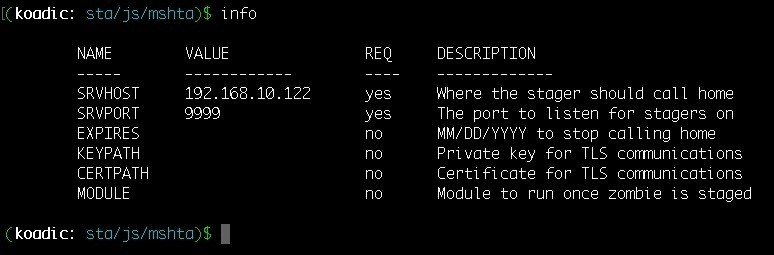 [(koadic: sta/js/mshta)$ info
NAME VALUE REQ DESCRIPTION
----- ------------ ---- -------------
SRVHOST 192.168.10.122 yes Where the stager should call home
SRVPORT 9999 yes The port to listen for stagers on
EXPIRES no MM/DD/YYYY to stop calling home
KEYPATH no Private key for TLS communications
CERTPATH no Certificate for TLS communications
MODULE no Module to run once zombie is staged
(koadic: sta/js/mshta)$